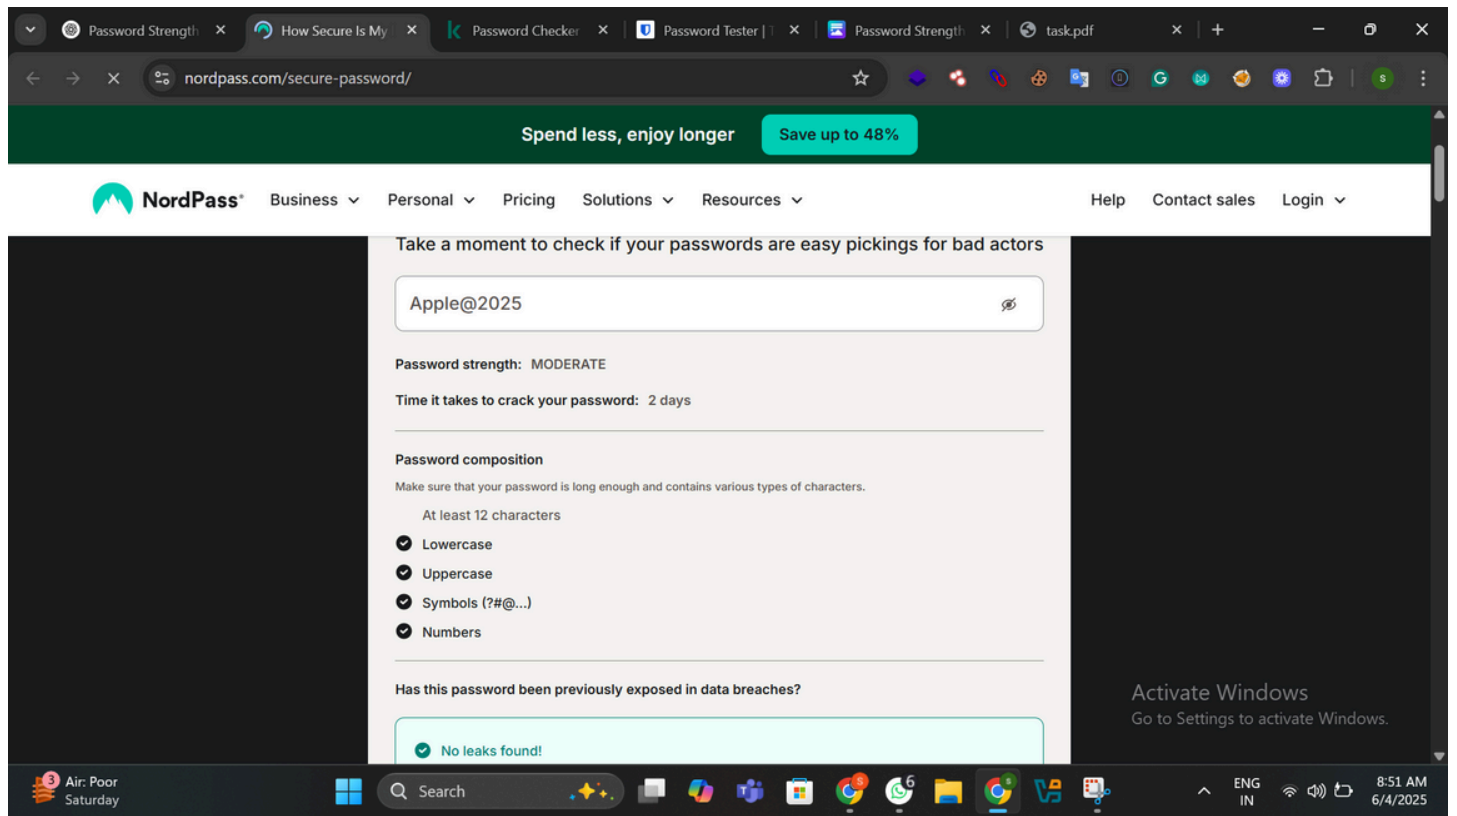 Password Strength
How Secure Is My
Password Checker
Password Tester | T
Password Strength
task.pdf
nordpass.com/secure-password/
Spend less, enjoy longer
Save up to 48%
NordPass®
Business
Personal
Pricing
Solutions
Resources
Help
Contact sales
Login
Take a moment to check if your passwords are easy pickings for bad actors
Apple@2025
Password strength: MODERATE
Time it takes to crack your password: 2 days
Password composition
Make sure that your password is long enough and contains various types of characters.
At least 12 characters
Lowercase
Uppercase
Symbols (?#@...)
Numbers
Has this password been previously exposed in data breaches?
No leaks found!
Activate Windows
Go to Settings to activate Windows.
3
Air: Poor
Saturday
Search
6
ENG
IN
8:51 AM
6/4/2025